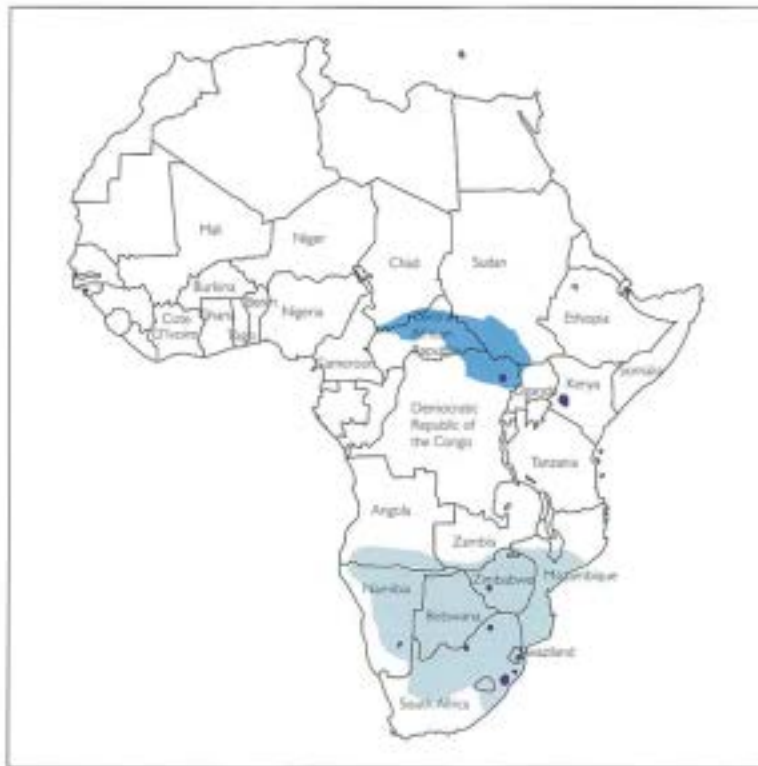 Mali
Niger
Chad
Sudan
Burkina
Benin
Nigeria
Ghana
Cote
D'Ivoire
Togo
Ethiopia
Cameroon
Uganda
Kenya
Somalia
Democratic
Republic of
the Congo
Tanzania
Angola
Zambia
Mozambique
Zimbabwe
Namibia
Botswana
Swaziland
South Africa